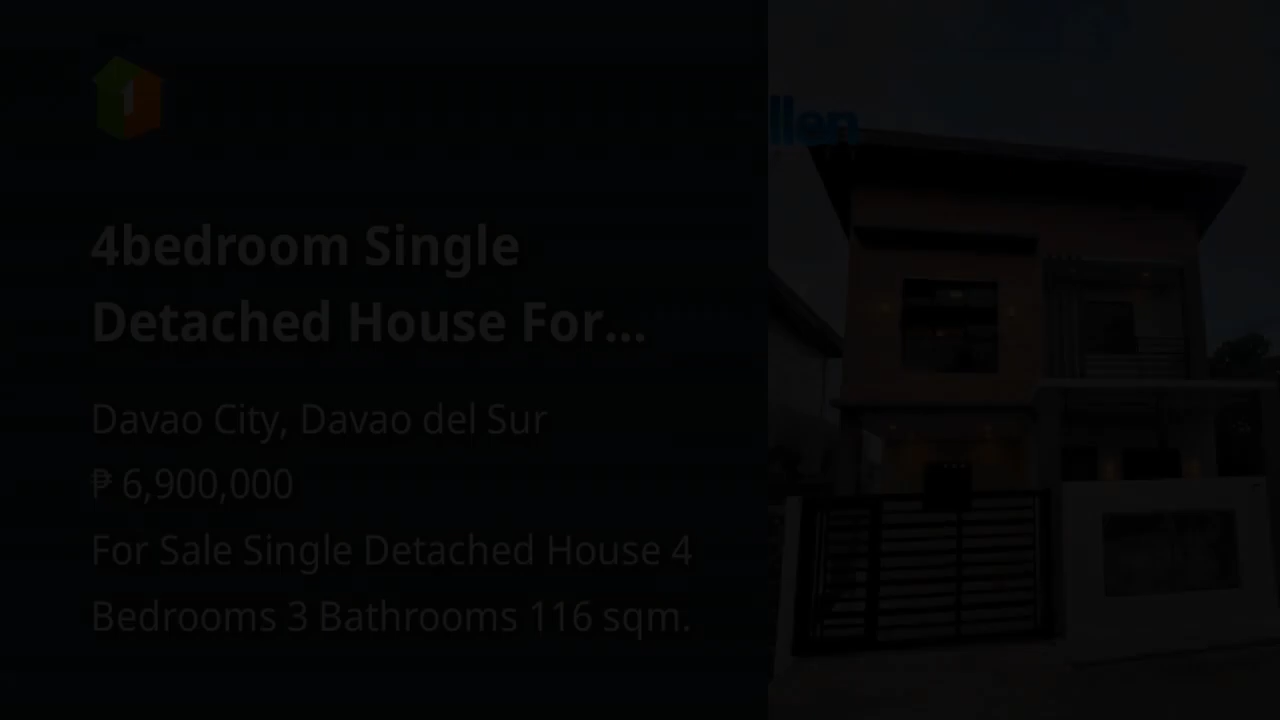 llen
4bedroom Single
Detached House For...
Davao City, Davao del Sur
₱ 6,900,000
For Sale Single Detached House 4
Bedrooms 3 Bathrooms 116 sqm.